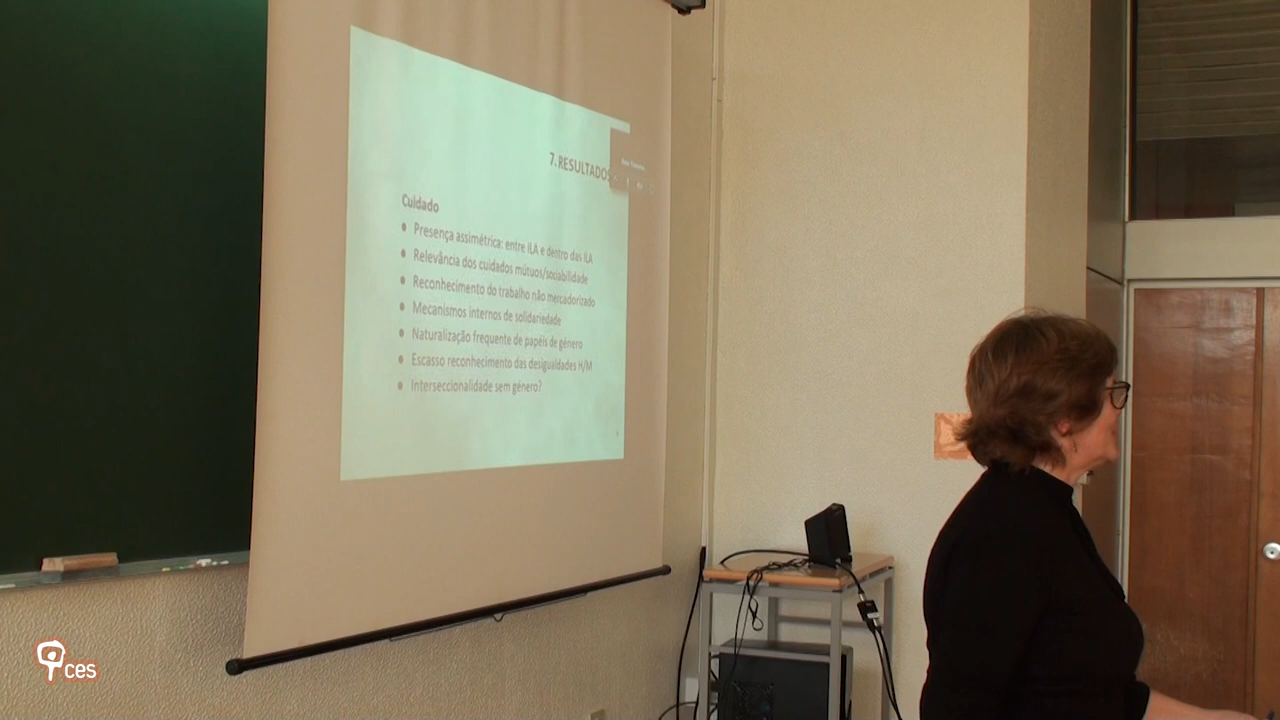 7. RESULTADOS
Cuidado
• Presença assimétrica: entre ILA e dentro das ILA
• Relevância dos cuidados mútuos/sociabilidade
• Reconhecimento do trabalho não mercadorizado
• Mecanismos internos de solidariedade
• Naturalização frequente de papéis de género
• Escasso reconhecimento das desigualdades H/M
• Interseccionalidade sem género?
ces